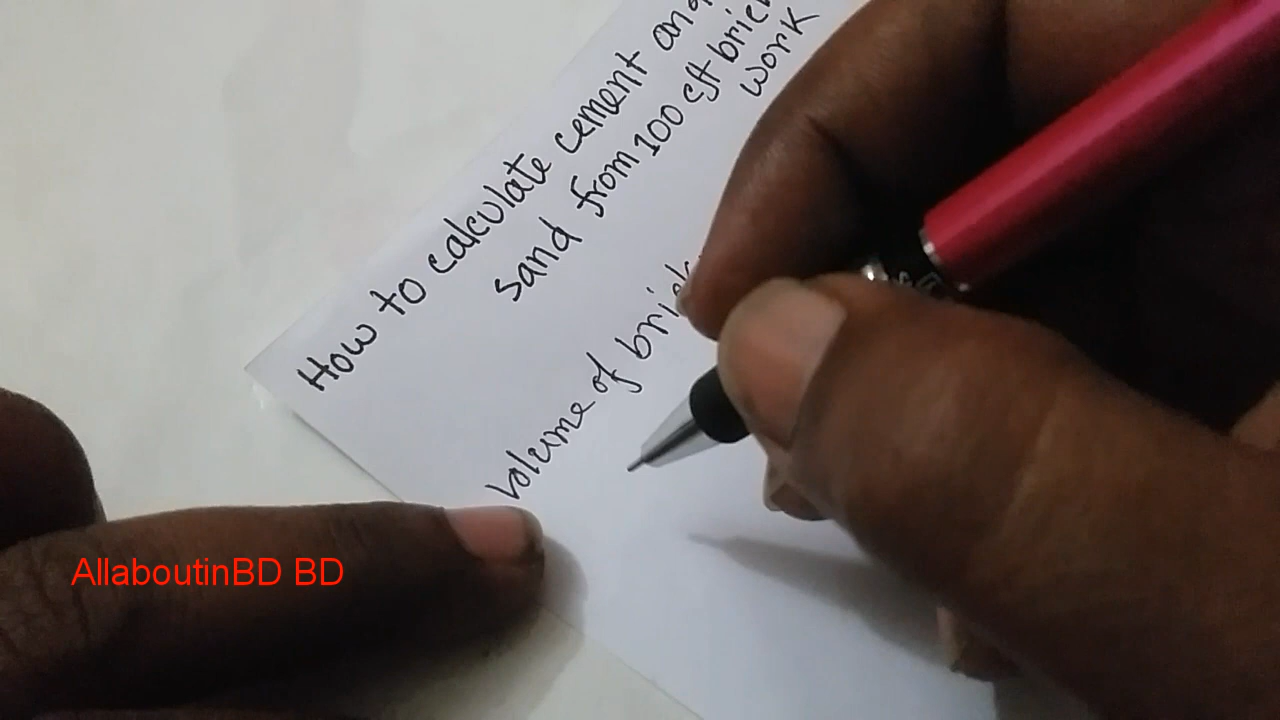 How to calculate cement and
sand from 100 cft brick
work
Volume of brick
AllaboutinBD BD